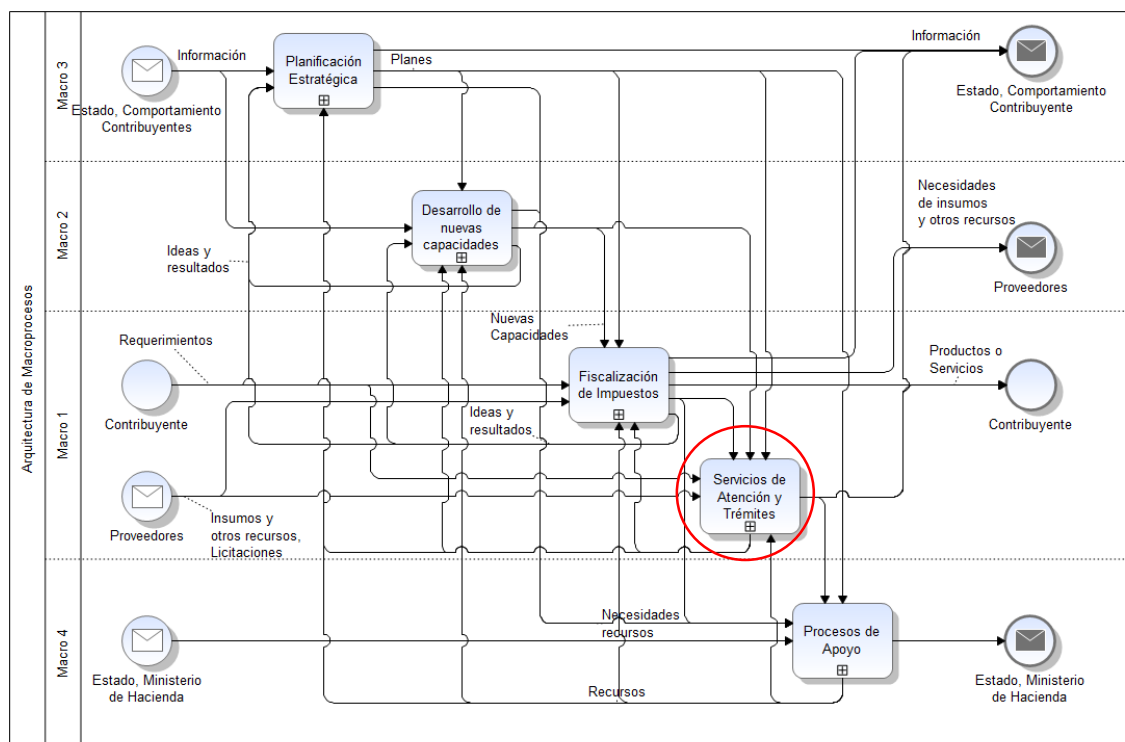 Arquitectura de Macroprocesos
Macro 3
Información
Planificación
Estratégica
Planes
Información
Estado, Comportamiento
Contribuyentes
Estado, Comportamiento
Contribuyente
Macro 2
Desarrollo de
nuevas
capacidades
Ideas y
resultados
Necesidades
de insumos
y otros recursos
Proveedores
Macro 1
Nuevas
Capacidades
Requerimientos
Fiscalización
de Impuestos
Productos o
Servicios
Contribuyente
Ideas y
resultados
Contribuyente
Servicios de
Atención y
Trémites
Proveedores
Insumos y
otros recursos,
Licitaciones
Macro 4
Necesidades
recursos
Procesos de
Apoyo
Estado, Ministerio
de Hacienda
Recursos
Estado, Ministerio
de Hacienda